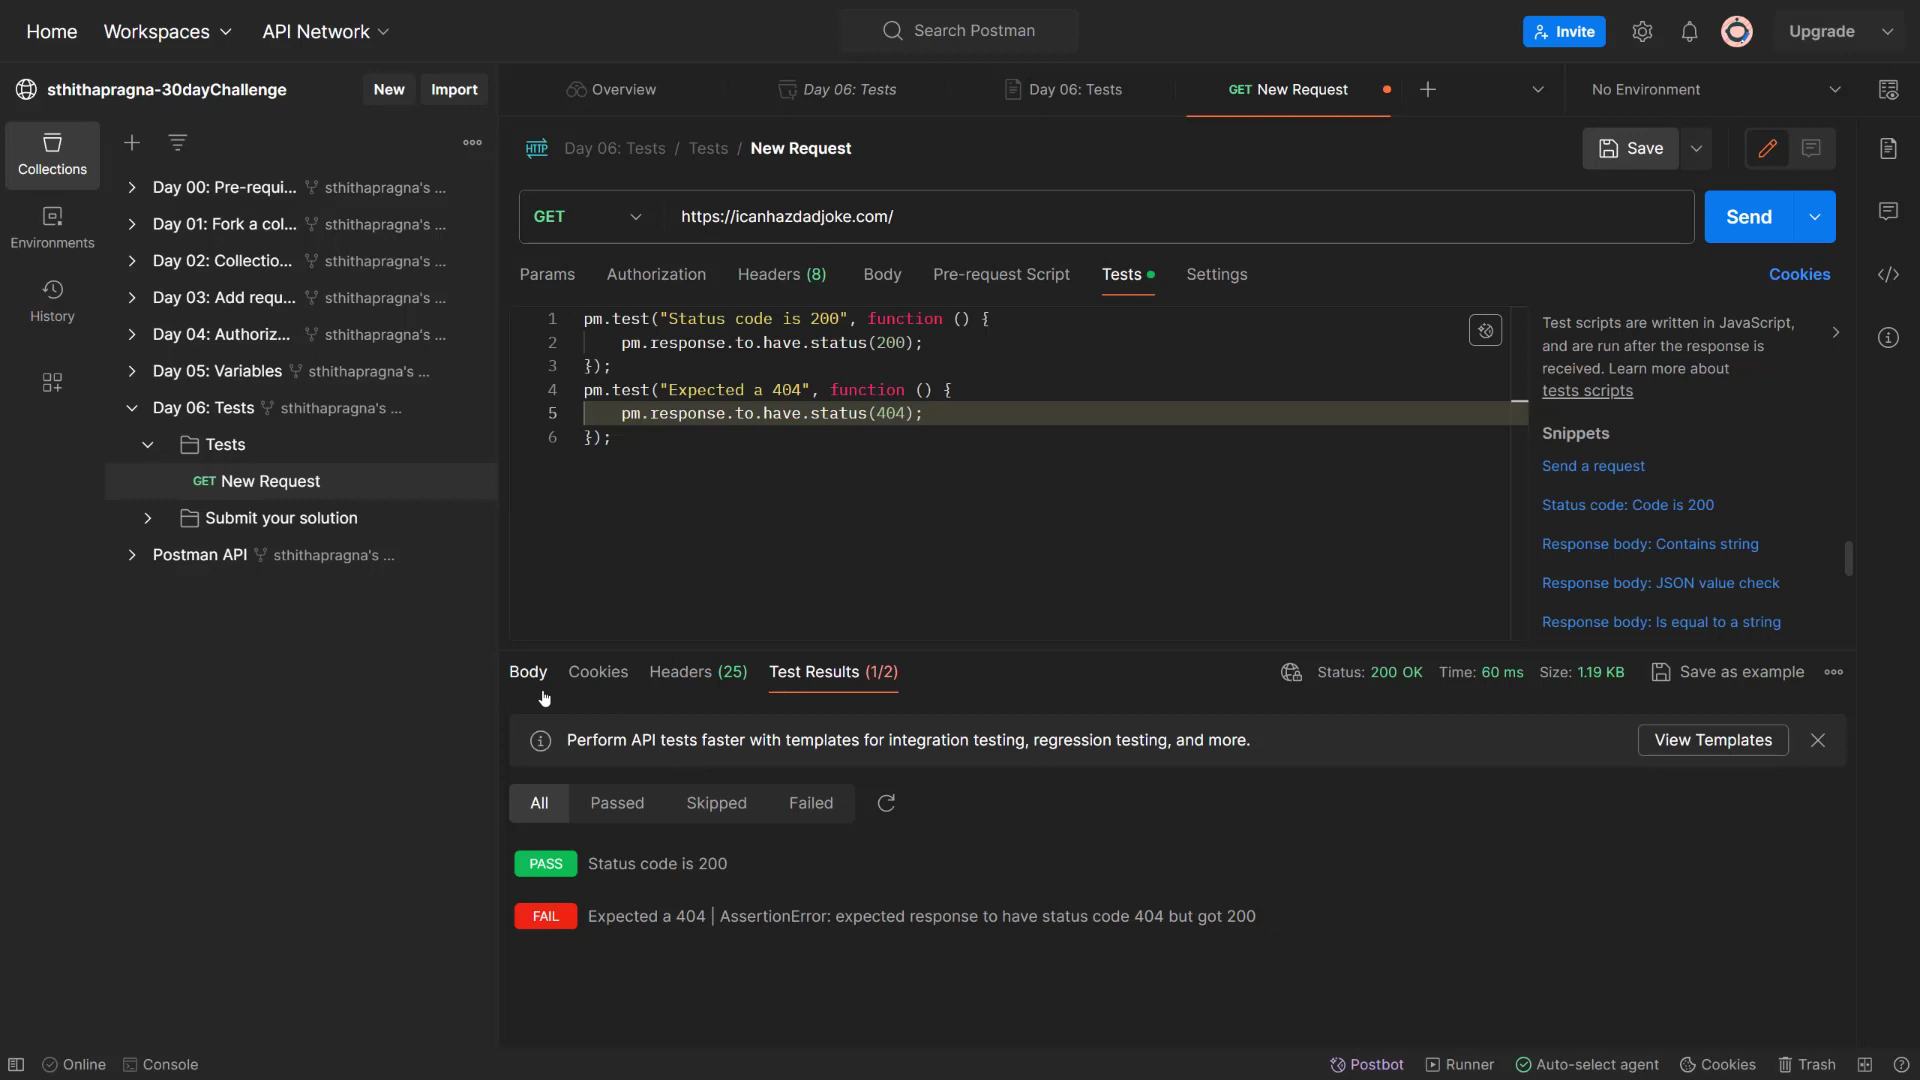 Home Workspaces API Network Search Postman Invite Upgrade
sthithapragna-30dayChallenge New Import Overview Day 06: Tests Day 06: Tests GET New Request No Environment
Collections
Environments
History
Day 00: Pre-requi... sthithapragna's ...
Day 01: Fork a col... sthithapragna's ...
Day 02: Collectio... sthithapragna's ...
Day 03: Add requ... sthithapragna's ...
Day 04: Authoriz... sthithapragna's ...
Day 05: Variables sthithapragna's ...
Day 06: Tests sthithapragna's ...
Tests
GET New Request
Submit your solution
Postman API sthithapragna's ...
HTTP Day 06: Tests / Tests / New Request Save
GET https://icanhazdadjoke.com/ Send
Params Authorization Headers (8) Body Pre-request Script Tests Settings Cookies
1 pm.test("Status code is 200", function () {
2 pm.response.to.have.status(200);
3 });
4 pm.test("Expected a 404", function () {
5 pm.response.to.have.status(404);
6 });
Test scripts are written in JavaScript,
and are run after the response is
received. Learn more about
tests scripts
Snippets
Send a request
Status code: Code is 200
Response body: Contains string
Response body: JSON value check
Response body: Is equal to a string
Body Cookies Headers (25) Test Results (1/2) Status: 200 OK Time: 60 ms Size: 1.19 KB Save as example
Perform API tests faster with templates for integration testing, regression testing, and more. View Templates
All Passed Skipped Failed
PASS Status code is 200
FAIL Expected a 404 | AssertionError: expected response to have status code 404 but got 200
Online Console Postbot Runner Auto-select agent Cookies Trash